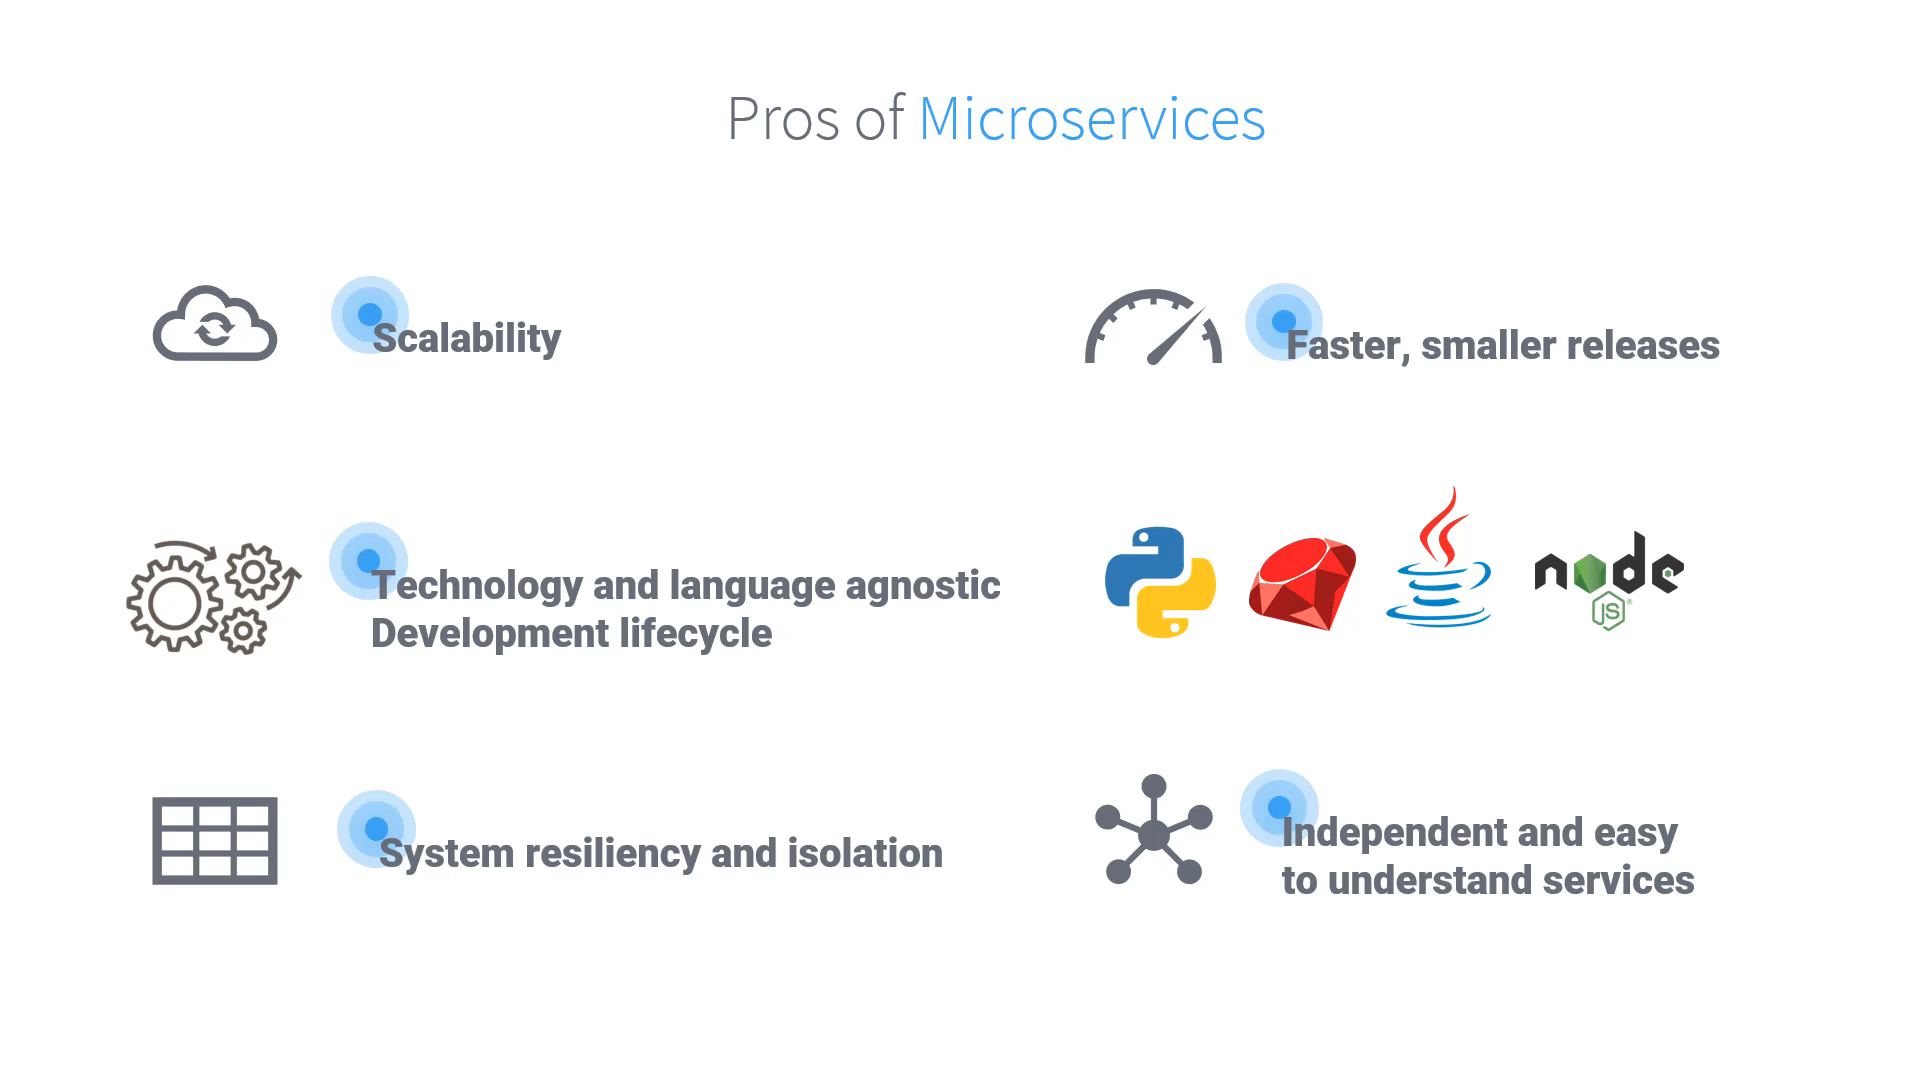 Pros of Microservices
Scalability
Faster, smaller releases
Technology and language agnostic
Development lifecycle
node
JS
System resiliency and isolation
Independent and easy
to understand services